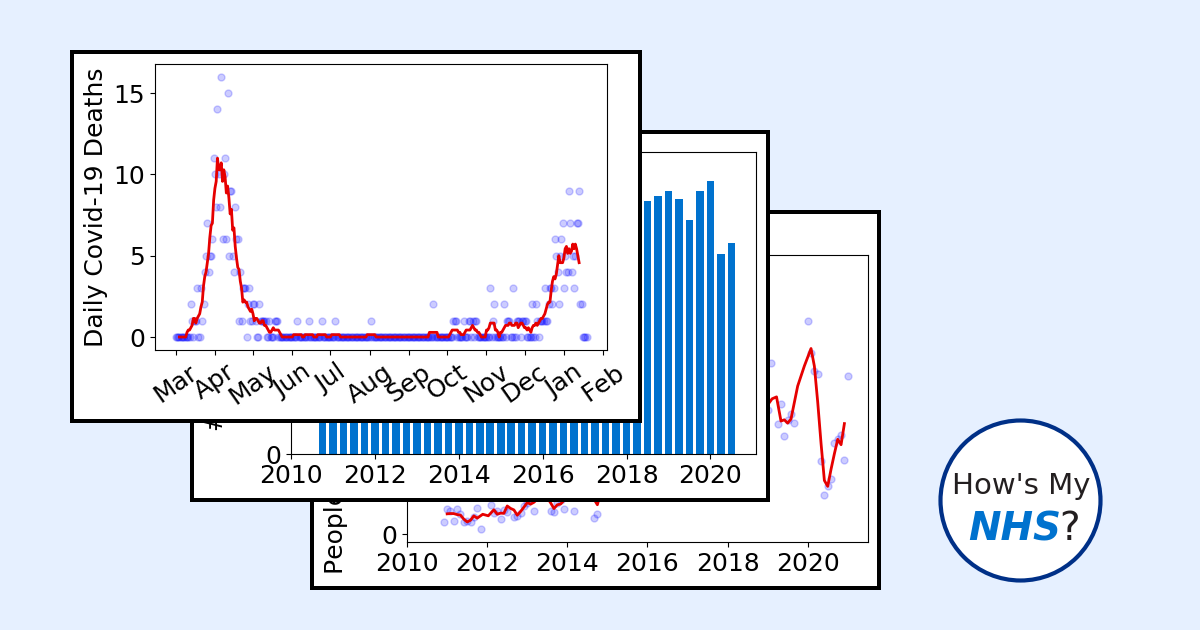 Daily Covid-19 Deaths
15
10
5
0
Mar Apr May Jun Jul Aug Sep Oct Nov Dec Jan Feb
#
0
2010 2012 2014 2016 2018 2020
People
0
2010 2012 2014 2016 2018 2020
How's My
NHS?